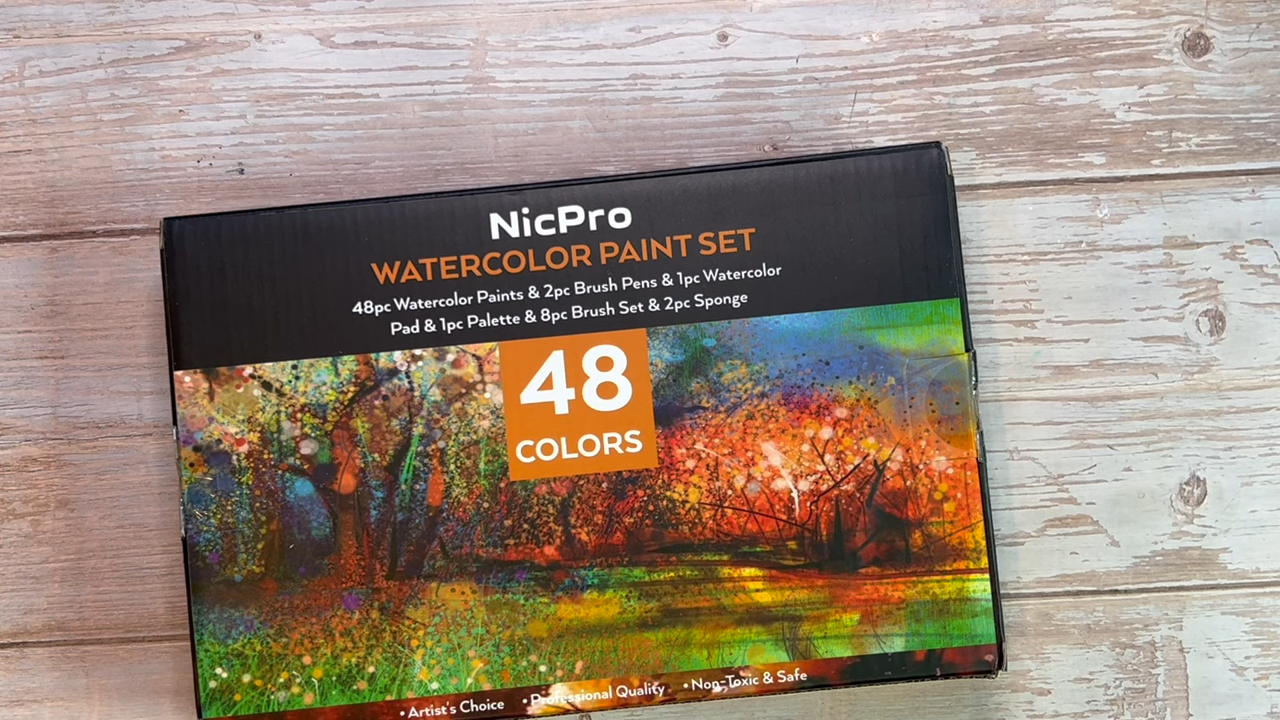 NicPro
WATERCOLOR PAINT SET
48pc Watercolor Paints & 2pc Brush Pens & 1pc Watercolor
Pad & 1pc Palette & 8pc Brush Set & 2pc Sponge
48
COLORS
•Artist's Choice •Professional Quality •Non-Toxic & Safe